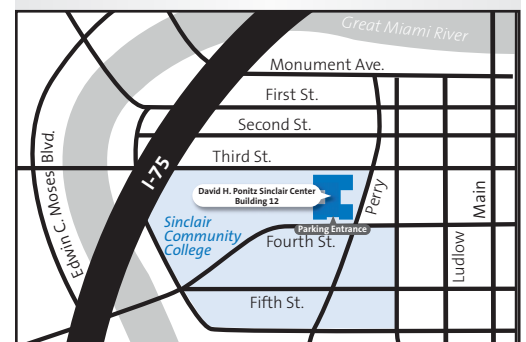 Great Miami River
Monument Ave.
First St.
Second St.
Third St.
I-75
Edwin C. Moses Blvd.
David H. Ponitz Sinclair Center
Building 12
Perry
Main
Sinclair
Community
College
Parking Entrance
Fourth St.
Ludlow
Fifth St.